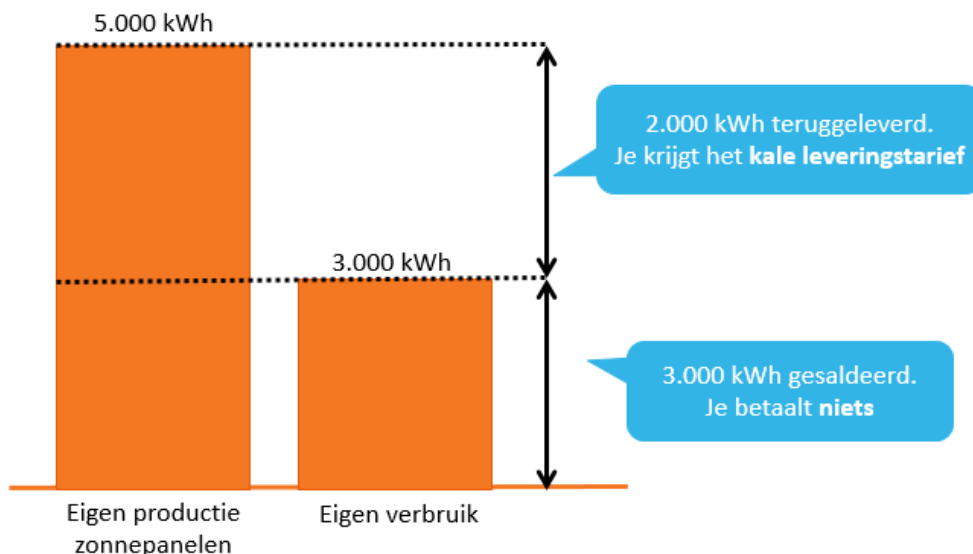 5.000 kWh
2.000 kWh teruggeleverd.
Je krijgt het kale leveringstarief
3.000 kWh
3.000 kWh gesaldeerd.
Je betaalt niets
Eigen productie
zonnepanelen
Eigen verbruik